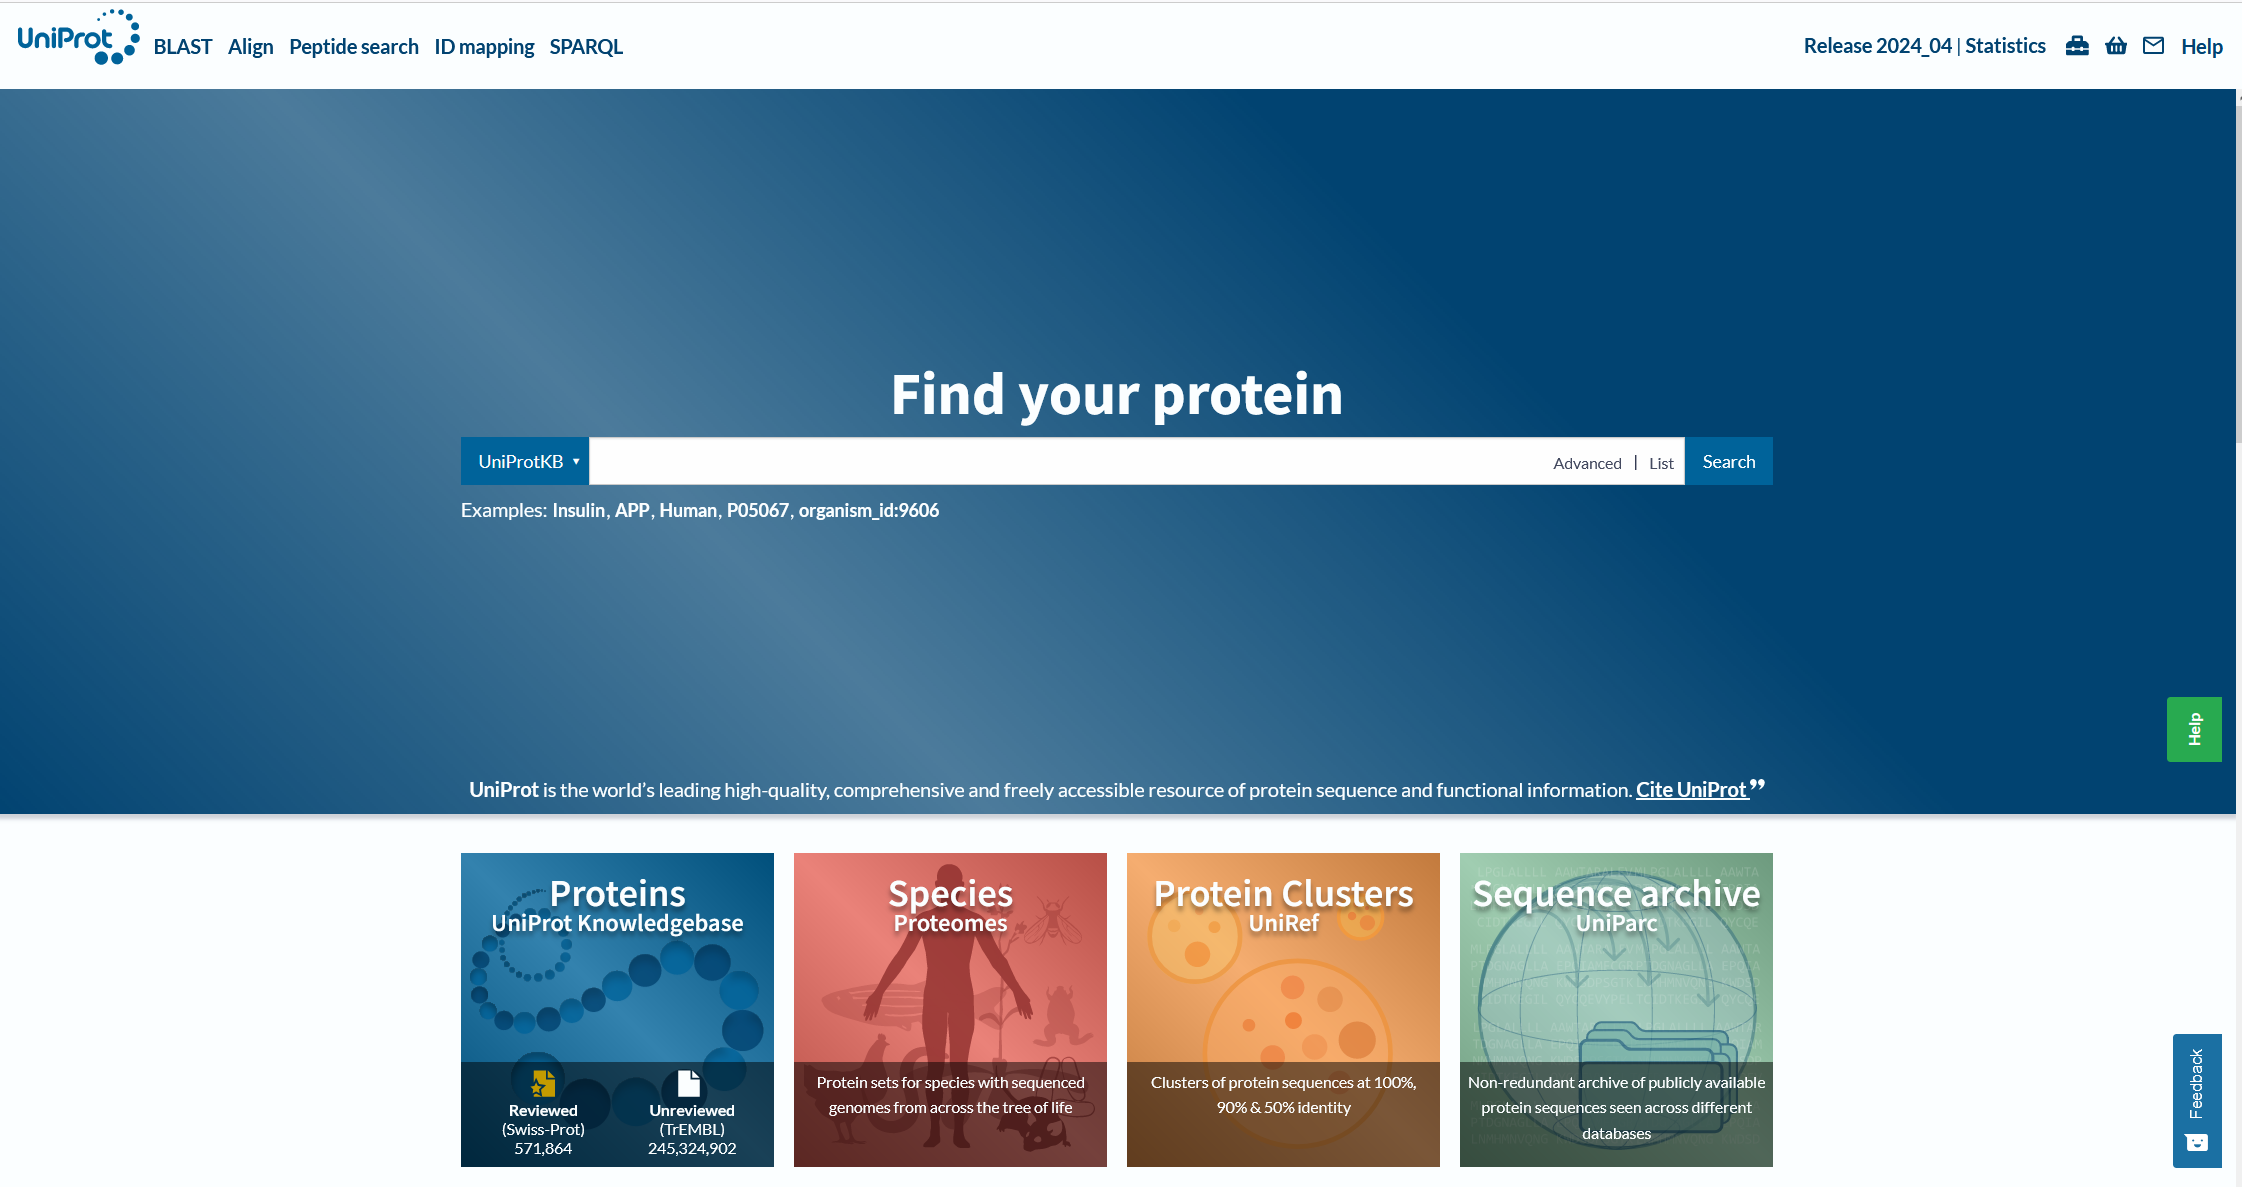 UniProt BLAST Align Peptide search ID mapping SPARQL Release 2024_04 | Statistics Help
Find your protein
UniProtKB Advanced | List Search
Examples: Insulin, APP, Human, P05067, organism_id:9606
Help
UniProt is the world’s leading high-quality, comprehensive and freely accessible resource of protein sequence and functional information. Cite UniProt ”
Proteins
UniProt Knowledgebase
Reviewed
(Swiss-Prot)
571,864
Unreviewed
(TrEMBL)
245,324,902
Species
Proteomes
Protein sets for species with sequenced
genomes from across the tree of life
Protein Clusters
UniRef
Clusters of protein sequences at 100%,
90% & 50% identity
Sequence archive
UniParc
Non-redundant archive of publicly available
protein sequences seen across different
databases
Feedback